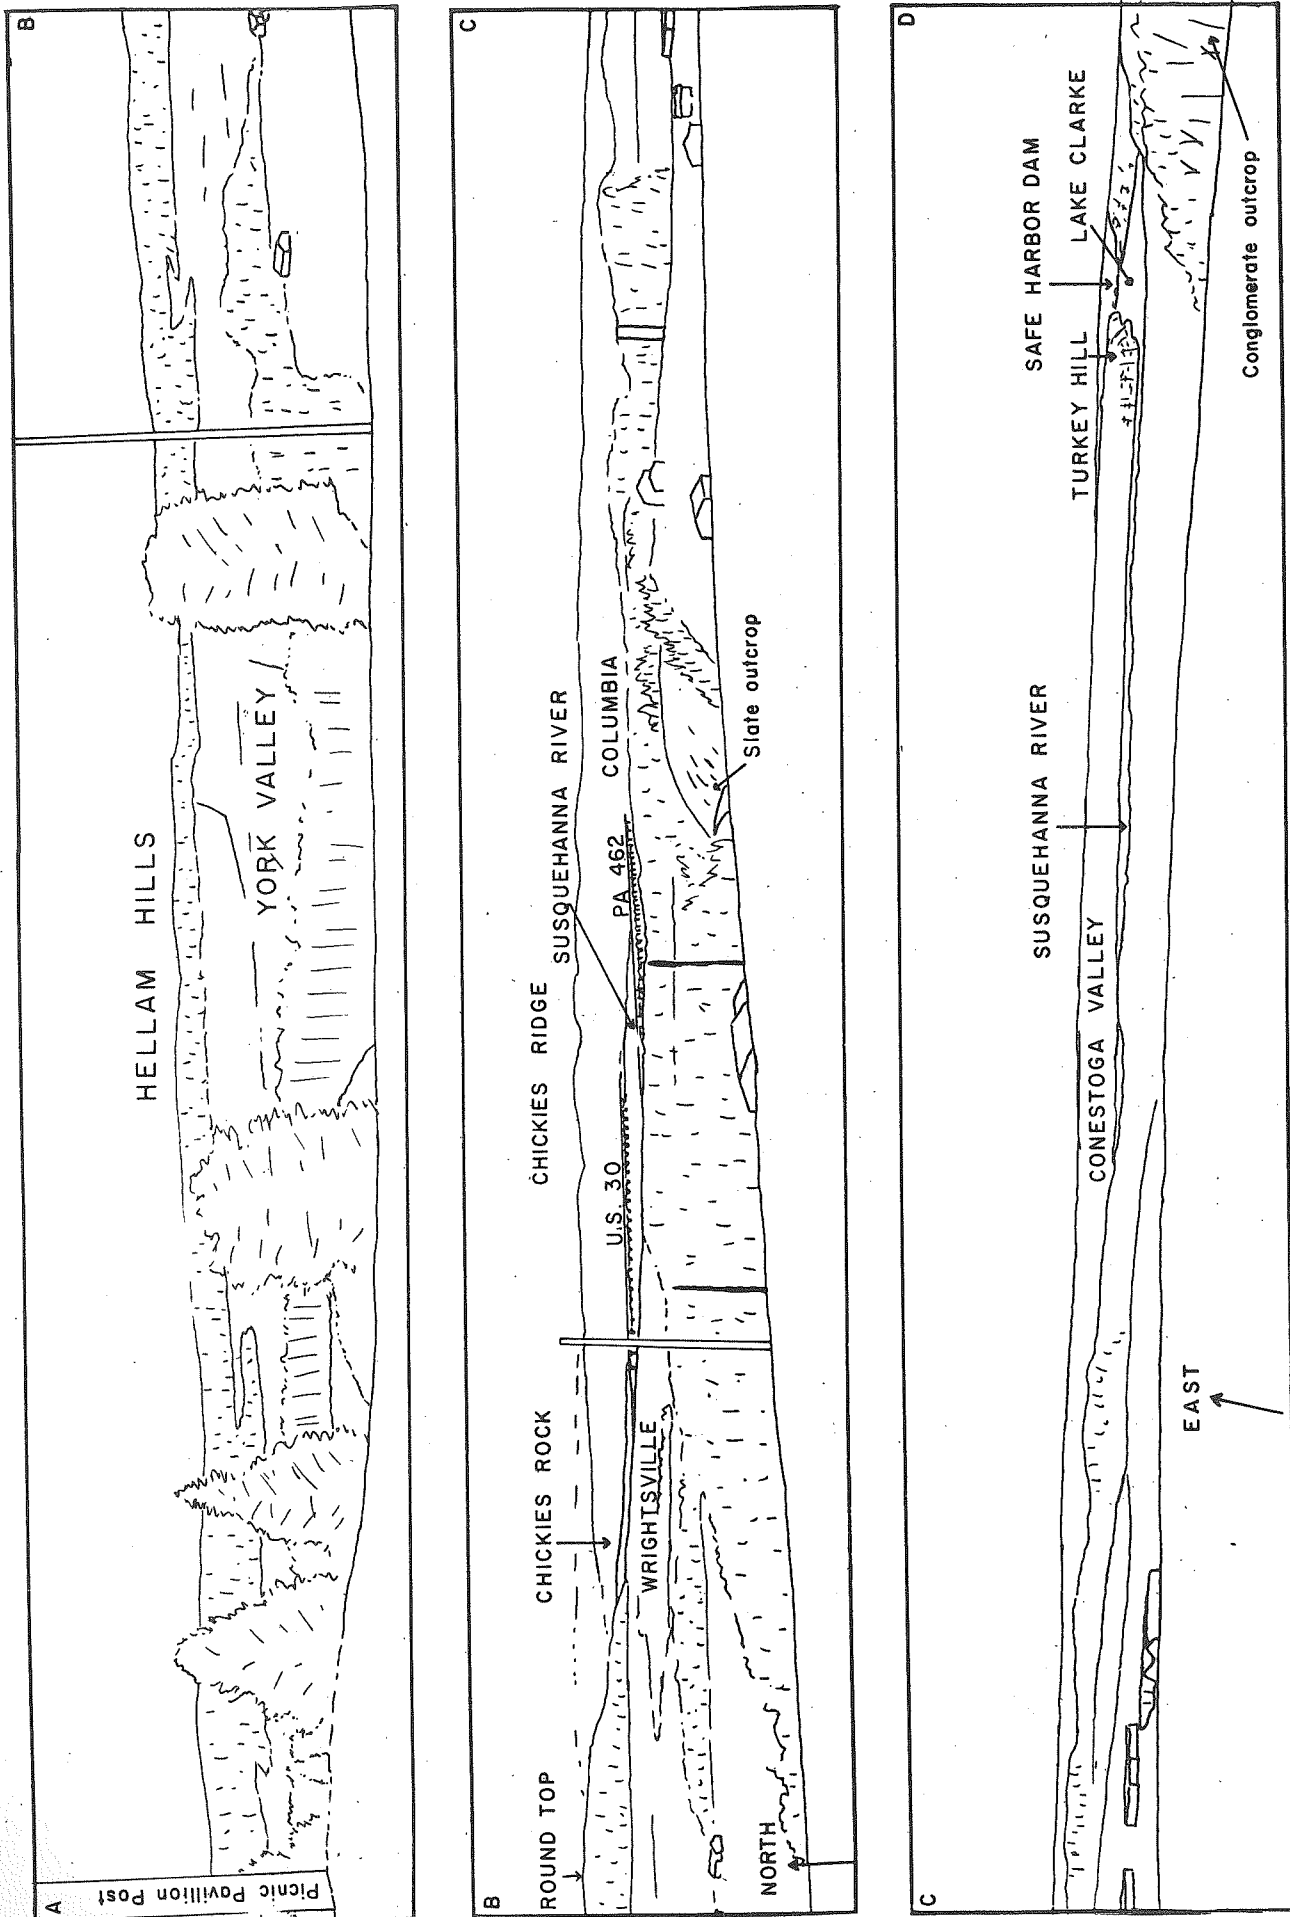 A
Picnic Pavillion Post
HELLAM HILLS
YORK VALLEY
B
B
ROUND TOP
NORTH
CHICKIES ROCK
WRIGHTSVILLE
CHICKIES RIDGE
U.S. 30
SUSQUEHANNA RIVER
PA 462
COLUMBIA
Slate outcrop
C
C
EAST
CONESTOGA VALLEY
SUSQUEHANNA RIVER
TURKEY HILL
SAFE HARBOR DAM
LAKE CLARKE
Conglomerate outcrop
D